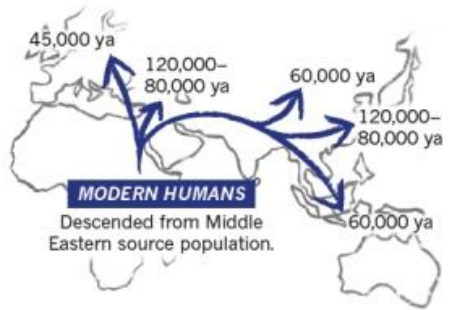 45,000 ya
120,000–
80,000 ya
60,000 ya
120,000–
80,000 ya
MODERN HUMANS
Descended from Middle
Eastern source population.
60,000 ya